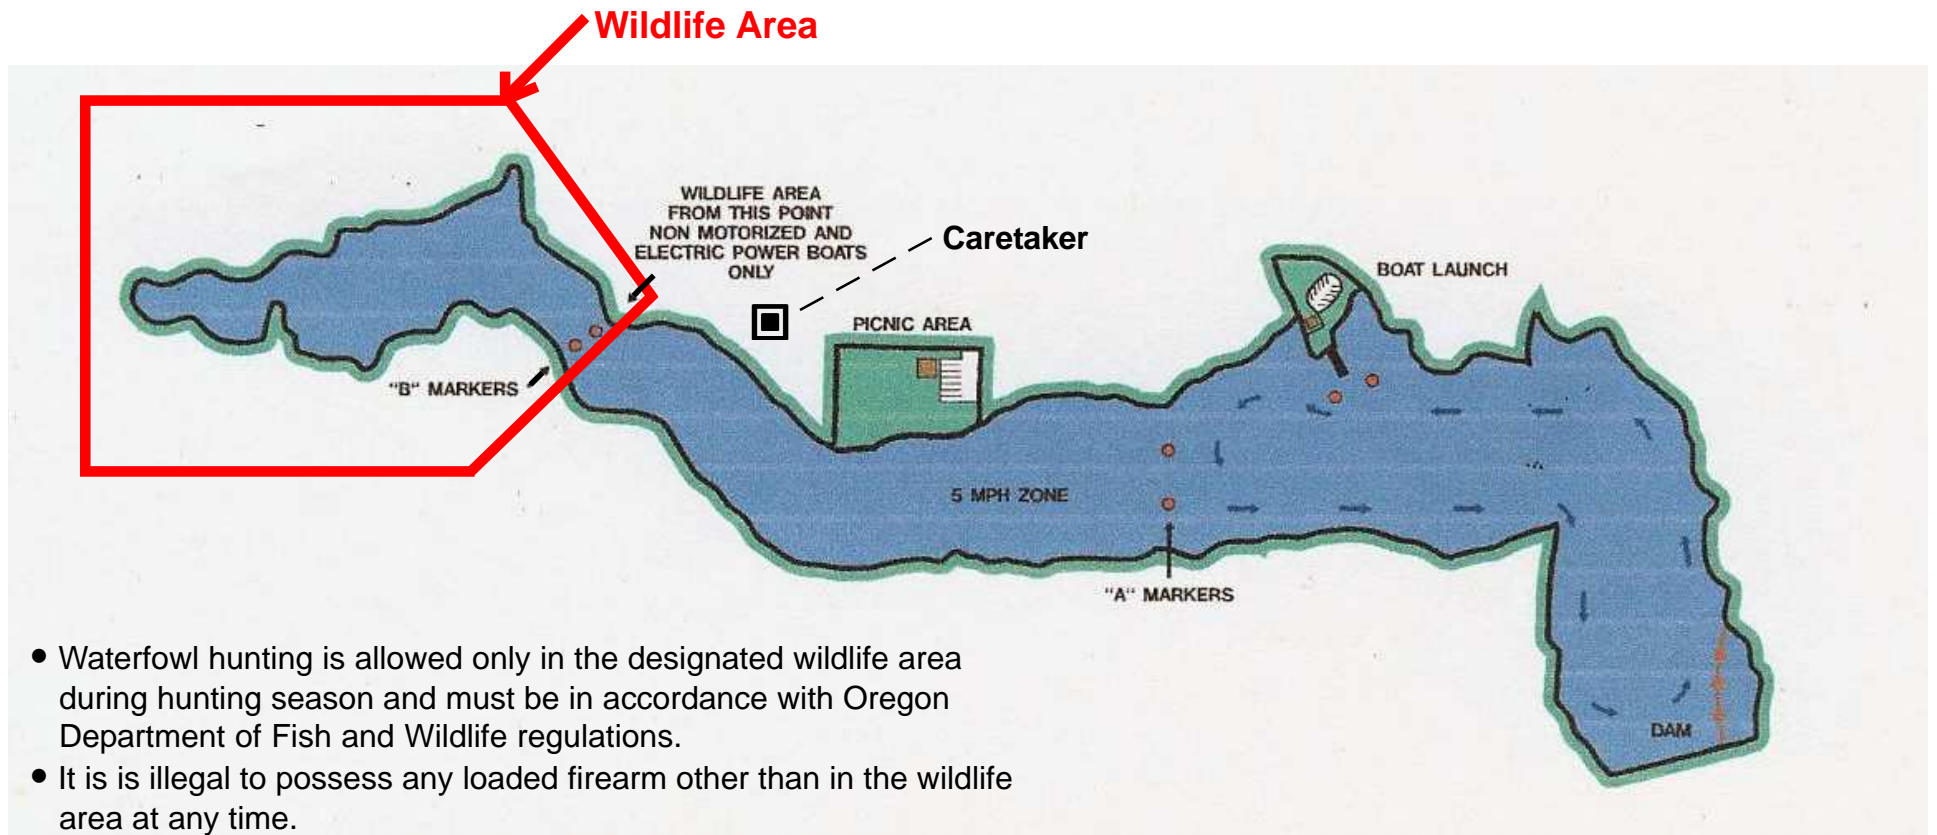 Wildlife Area
WILDLIFE AREA
FROM THIS POINT
NON MOTORIZED AND
ELECTRIC POWER BOATS
ONLY
Caretaker
BOAT LAUNCH
PICNIC AREA
"B" MARKERS
5 MPH ZONE
"A" MARKERS
DAM
• Waterfowl hunting is allowed only in the designated wildlife area
during hunting season and must be in accordance with Oregon
Department of Fish and Wildlife regulations.
• It is is illegal to possess any loaded firearm other than in the wildlife
area at any time.